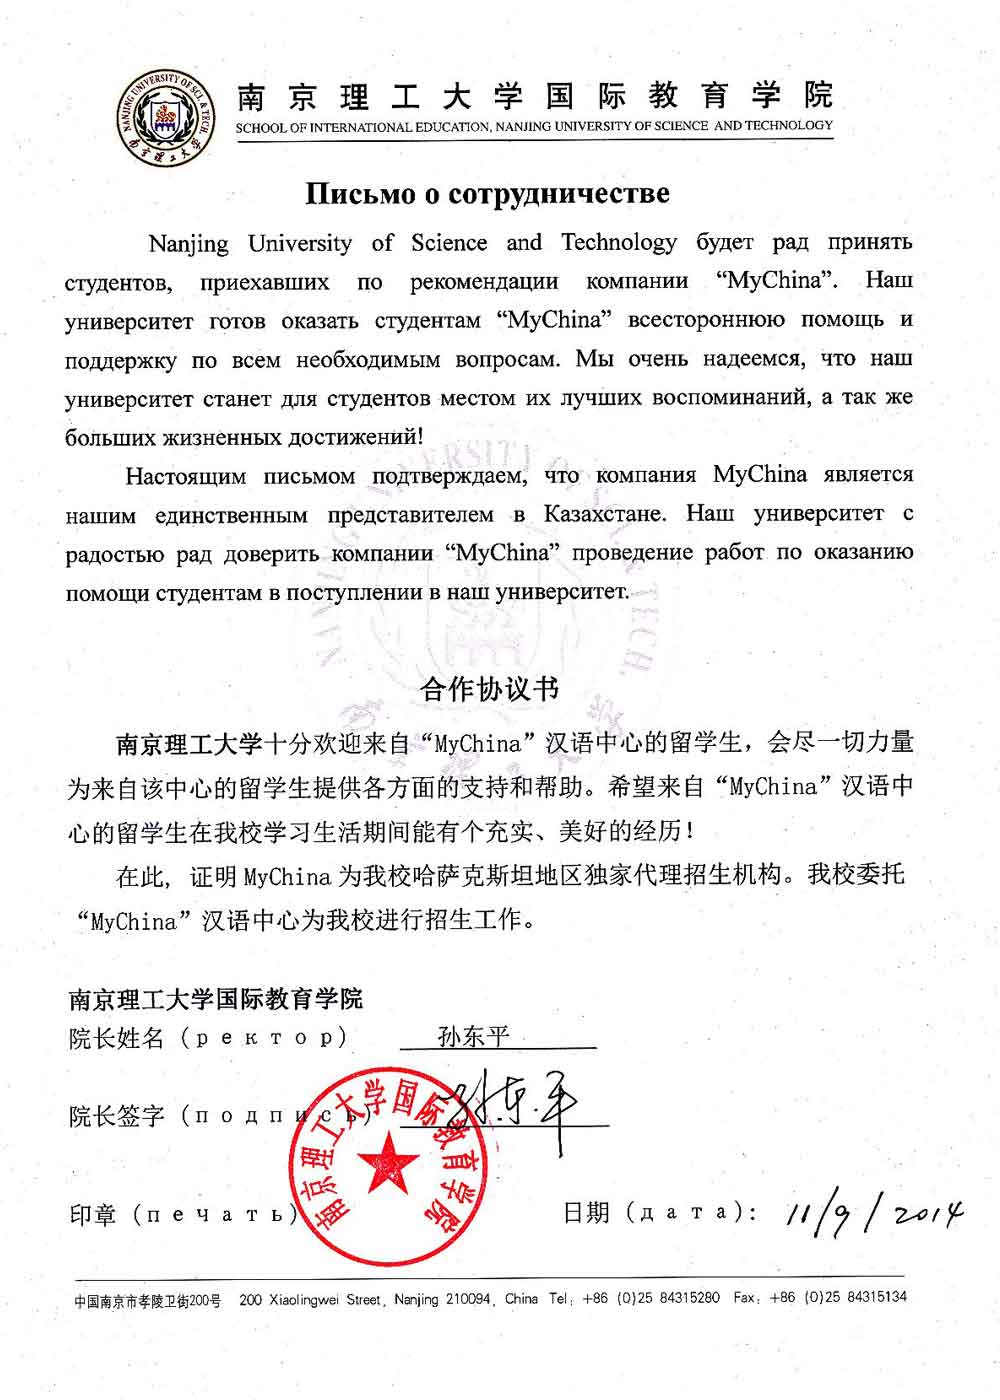 NANJING UNIVERSITY OF SCI. & TECH.
南京理工大学
南京理工大学国际教育学院
SCHOOL OF INTERNATIONAL EDUCATION, NANJING UNIVERSITY OF SCIENCE AND TECHNOLOGY
Письмо о сотрудничестве
Nanjing University of Science and Technology будет рад принять
студентов, приехавших по рекомендации компании “MyChina”. Наш
университет готов оказать студентам “MyChina” всестороннюю помощь и
поддержку по всем необходимым вопросам. Мы очень надеемся, что наш
университет станет для студентов местом их лучших воспоминаний, а так же
больших жизненных достижений!
Настоящим письмом подтверждаем, что компания MyChina является
нашим единственным представителем в Казахстане. Наш университет с
радостью рад доверить компании “MyChina” проведение работ по оказанию
помощи студентам в поступлении в наш университет.
合作协议书
南京理工大学十分欢迎来自“MyChina”汉语中心的留学生，会尽一切力量
为来自该中心的留学生提供各方面的支持和帮助。希望来自“MyChina”汉语中
心的留学生在我校学习生活期间能有个充实、美好的经历！
在此，证明 MyChina 为我校哈萨克斯坦地区独家代理招生机构。我校委托
“MyChina”汉语中心为我校进行招生工作。
南京理工大学国际教育学院
院长姓名（ректор） 孙东平
院长签字（подпись） 孙东平
南京理工大学国际教育学院
印章（печать） 日期（дата）: 11/9/2014
中国南京市孝陵卫街200号 200 Xiaolingwei Street, Nanjing 210094, China Tel: +86 (0)25 84315280 Fax: +86 (0)25 84315134